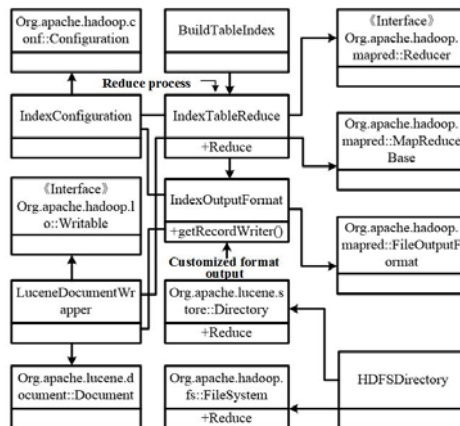 Org.apache.hadoop.c
onf::Configuration
BuildTableIndex
《Interface》
Org.apache.hadoop.
mapred::Reducer
Reduce process
IndexConfiguration
IndexTableReduce
+Reduce
Org.apache.hadoop.
mapred::MapReduce
Base
《Interface》
Org.apache.hadoop.I
o::Writable
IndexOutputFormat
+getRecordWriter()
Org.apache.hadoop.
mapred::FileOutputF
ormat
Customized format
output
LuceneDocumentWr
apper
Org.apache.lucene.s
tore::Directory
+Reduce
Org.apache.lucene.d
ocument::Document
Org.apache.hadoop.
fs::FileSystem
+Reduce
HDFSDirectory